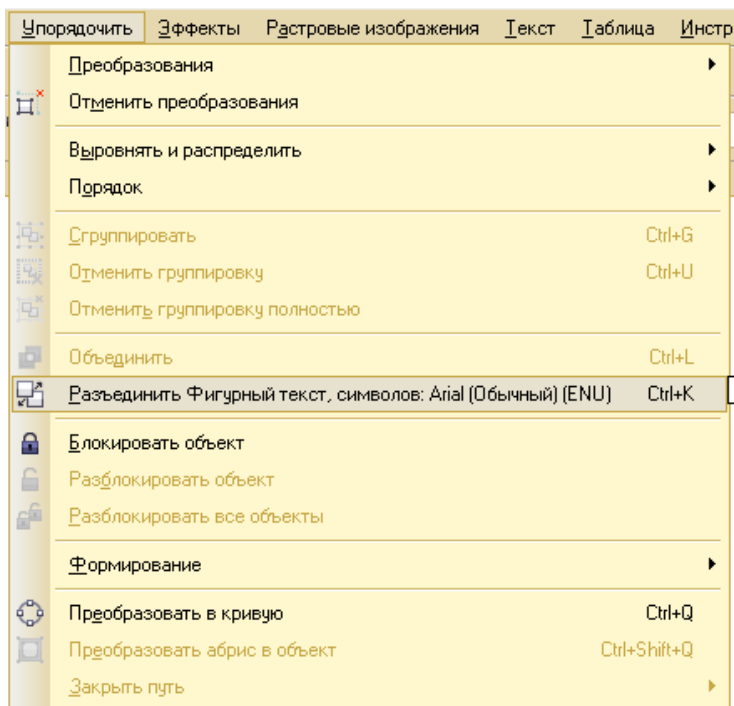 Упорядочить Эффекты Растровые изображения Текст Таблица Инстр
Преобразования
Отменить преобразования
Выровнять и распределить
Порядок
Сгруппировать Ctrl+G
Отменить группировку Ctrl+U
Отменить группировку полностью
Объединить Ctrl+L
Разъединить Фигурный текст, символов: Arial (Обычный) (ENU) Ctrl+K
Блокировать объект
Разблокировать объект
Разблокировать все объекты
Формирование
Преобразовать в кривую Ctrl+Q
Преобразовать абрис в объект Ctrl+Shift+Q
Закрыть путь